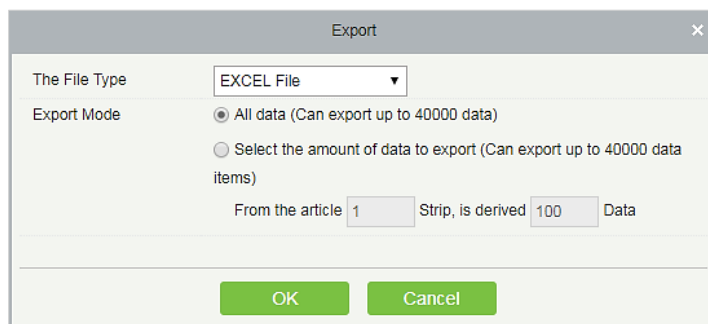 Export
The File Type EXCEL File
Export Mode All data (Can export up to 40000 data)
Select the amount of data to export (Can export up to 40000 data
items)
From the article 1 Strip, is derived 100 Data
OK Cancel